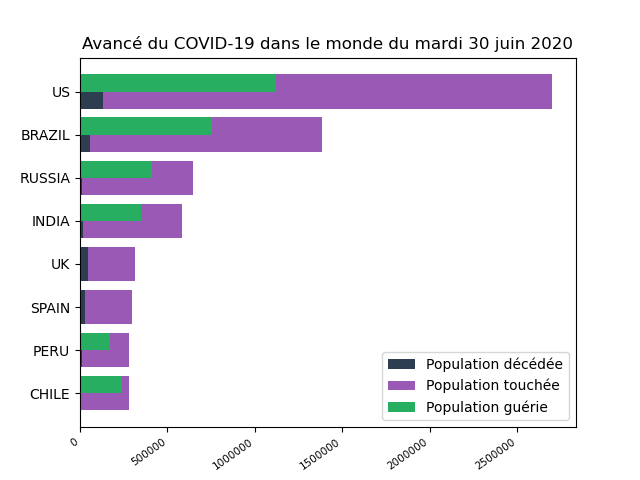 Avancé du COVID-19 dans le monde du mardi 30 juin 2020
US
BRAZIL
RUSSIA
INDIA
UK
SPAIN
PERU
CHILE
Population décédée
Population touchée
Population guérie
0
500000
1000000
1500000
2000000
2500000